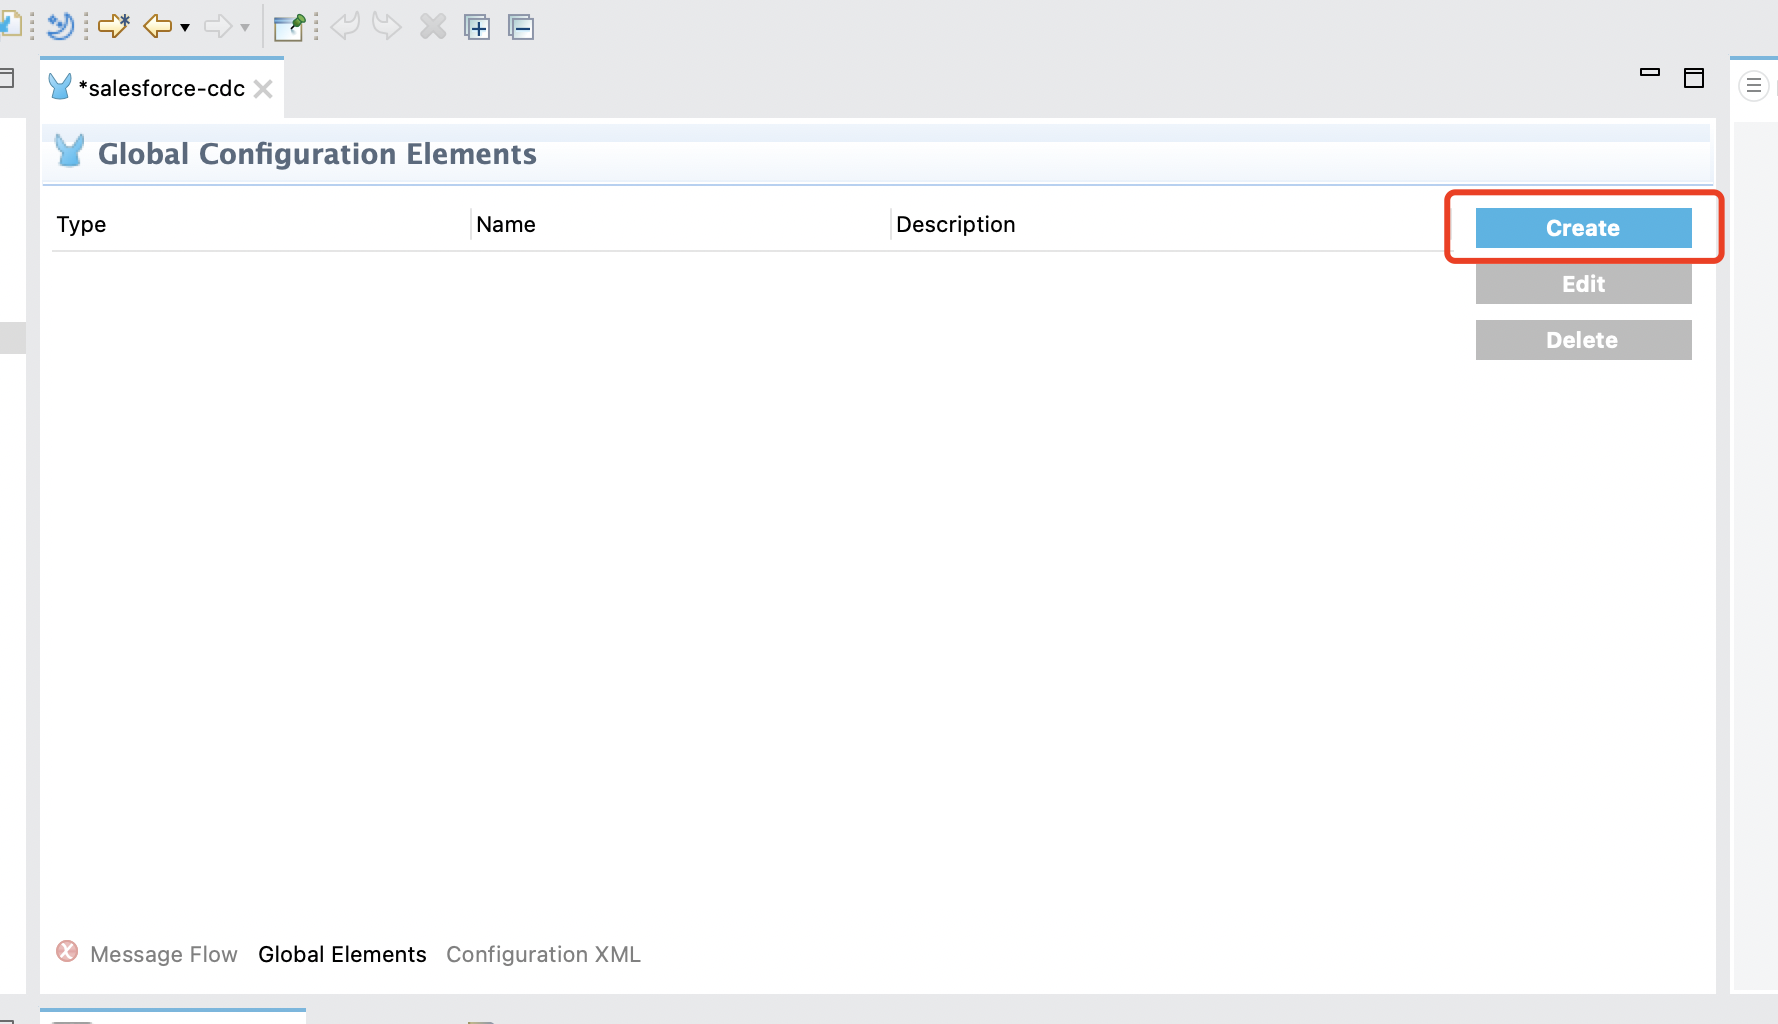 *salesforce-cdc
Global Configuration Elements
Type Name Description
Create
Edit
Delete
Message Flow Global Elements Configuration XML